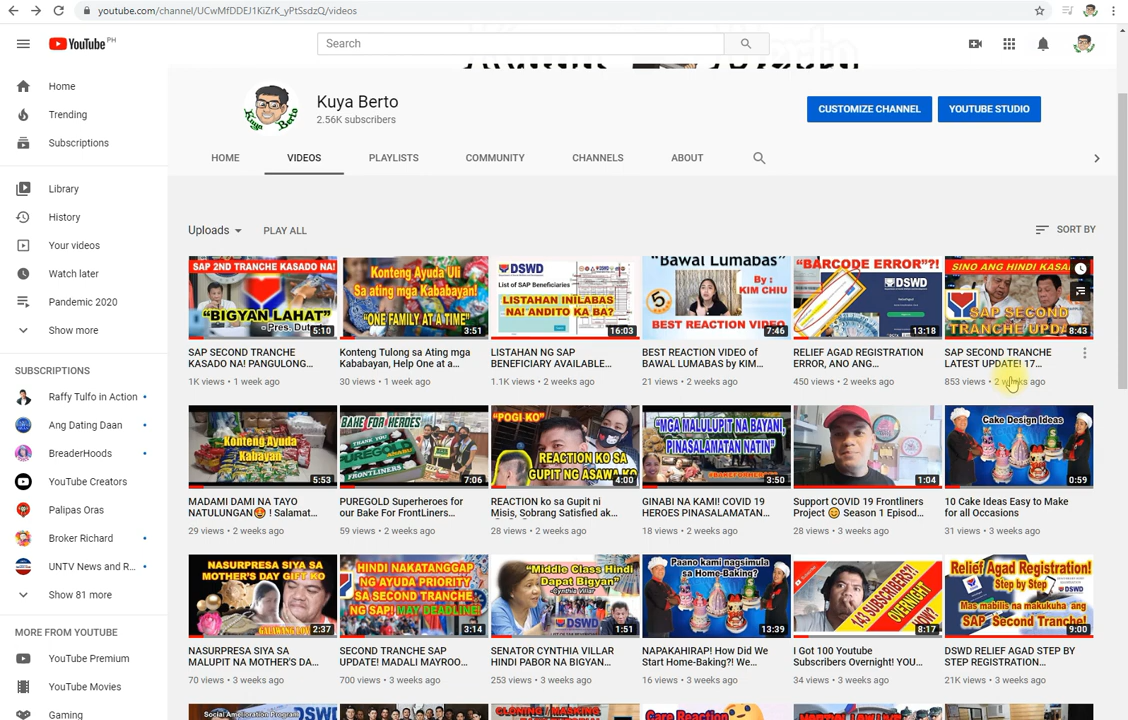 youtube.com/channel/UCwMfDDEJ1KiZrK_yPtSsdzQ/videos
YouTube PH
Search
Kuya Berto
Kuya Berto
2.56K subscribers
CUSTOMIZE CHANNEL
YOUTUBE STUDIO
HOME
VIDEOS
PLAYLISTS
COMMUNITY
CHANNELS
ABOUT
Home
Trending
Subscriptions
Library
History
Your videos
Watch later
Pandemic 2020
Show more
SUBSCRIPTIONS
Raffy Tulfo in Action
Ang Dating Daan
BreaderHoods
YouTube Creators
Palipas Oras
Broker Richard
UNTV News and R...
Show 81 more
MORE FROM YOUTUBE
YouTube Premium
YouTube Movies
Gaming
Uploads
PLAY ALL
SORT BY
SAP 2ND TRANCHE KASADO NA!
"BIGYAN LAHAT"
- Pres. Dut
5:10
SAP SECOND TRANCHE
KASADO NA! PANGULONG...
1K views • 1 week ago
Konteng Ayuda Uli
Sa ating mga Kababayan!
"ONE FAMILY AT A TIME"
3:51
Konteng Tulong sa Ating mga
Kababayan, Help One at a...
30 views • 1 week ago
DSWD
List of SAP Beneficiaries
LISTAHAN INILABAS
NA! ANDITO KA BA?
16:03
LISTAHAN NG SAP
BENEFICIARY AVAILABLE...
1.1K views • 2 weeks ago
"Bawal Lumabas"
By :
KIM CHIU
5
BEST REACTION VIDEO
7:46
BEST REACTION VIDEO of
BAWAL LUMABAS by KIM...
21 views • 2 weeks ago
"BARCODE ERROR"?!
DSWD
13:18
RELIEF AGAD REGISTRATION
ERROR, ANO ANG...
450 views • 2 weeks ago
SINO ANG HINDI KASA
SAP SECOND
TRANCHE UPDA
8:43
SAP SECOND TRANCHE
LATEST UPDATE! 17...
853 views • 2 weeks ago
Konteng Ayuda
Kabayan
5:53
MADAMI DAMI NA TAYO
NATULUNGAN🤩 ! Salamat...
29 views • 2 weeks ago
BAKE FOR HEROES
THANK YOU
PUREGOLD
FRONTLINERS
7:06
PUREGOLD Superheroes for
our Bake For FrontLiners...
59 views • 2 weeks ago
"POGI KO"
REACTION KO SA
GUPIT NG ASAWA KO
4:00
REACTION ko sa Gupit ni
Misis, Sobrang Satisfied ak...
28 views • 2 weeks ago
"MGA MALULUPIT NA BAYANI,
PINASALAMATAN NATIN"
3:50
GINABI NA KAMI! COVID 19
HEROES PINASALAMATAN...
18 views • 2 weeks ago
1:04
Support COVID 19 Frontliners
Project 😊 Season 1 Episod...
28 views • 3 weeks ago
Cake Design Ideas
0:59
10 Cake Ideas Easy to Make
for all Occasions
31 views • 3 weeks ago
NASURPRESA SIYA SA
MOTHER'S DAY GIFT KO
2:37
NASURPRESA SIYA SA
MALUPIT NA MOTHER'S DA...
70 views • 3 weeks ago
HINDI NAKATANGGAP
NG AYUDA PRIORITY
SA SECOND TRANCHE
NG SAP! MAY DEADLINE!
3:14
SECOND TRANCHE SAP
UPDATE! MADALI MAYROO...
700 views • 3 weeks ago
"Middle Class Hindi
Dapat Bigyan"
-Cynthia Villar
DSWD
1:51
SENATOR CYNTHIA VILLAR
HINDI PABOR NA BIGYAN...
253 views • 3 weeks ago
Paano kami nagsimula
sa Home-Baking?
13:39
NAPAKAHIRAP! How Did We
Start Home-Baking?! We...
16 views • 3 weeks ago
143 SUBSCRIBERS?!
OVERNIGHT
HOW?
8:17
I Got 100 Youtube
Subscribers Overnight! YOU...
34 views • 3 weeks ago
Relief Agad Registration!
Step by Step
Mas mabilis na makukuha ang
SAP Second Tranche!
9:00
DSWD RELIEF AGAD STEP BY
STEP REGISTRATION...
21K views • 3 weeks ago
Social Amelioration Program
CLONING / MASKING
Care Reaction